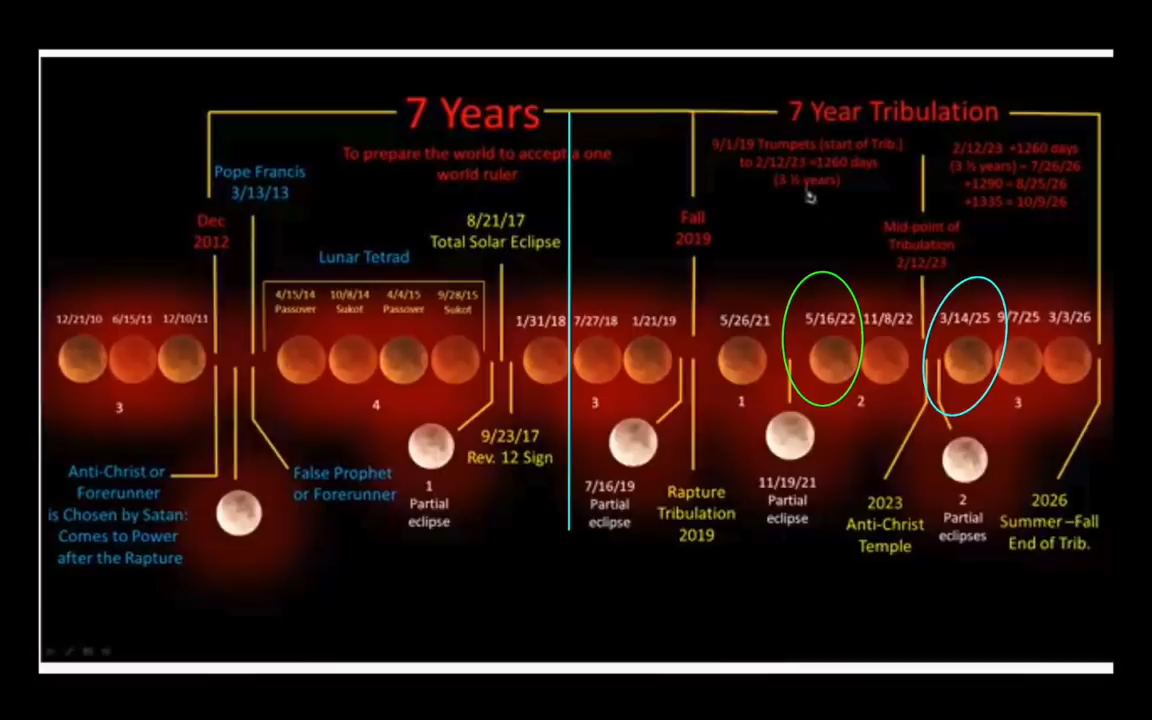 7 Years
7 Year Tribulation
To prepare the world to accept a one
world ruler
9/1/19 Trumpets (start of Trib.)
to 2/12/23 =1260 days
(3 ½ years)
2/12/23 +1260 days
(3 ½ years) = 7/26/26
+1290 = 8/25/26
+1335 = 10/9/26
Pope Francis
3/13/13
Dec
2012
8/21/17
Total Solar Eclipse
Fall
2019
Mid-point of
Tribulation
2/12/23
Lunar Tetrad
4/15/14
Passover
10/8/14
Sukot
4/4/15
Passover
9/28/15
Sukot
12/21/10 6/15/11 12/10/11
1/31/18 7/27/18 1/21/19
5/26/21 5/16/22 11/8/22 3/14/25 9/7/25 3/3/26
3 4 3 1 2 3
9/23/17
Rev. 12 Sign
Anti-Christ or
Forerunner
is Chosen by Satan:
Comes to Power
after the Rapture
False Prophet
or Forerunner
1
Partial
eclipse
7/16/19
Partial
eclipse
Rapture
Tribulation
2019
11/19/21
Partial
eclipse
2023
Anti-Christ
Temple
2
Partial
eclipses
2026
Summer –Fall
End of Trib.